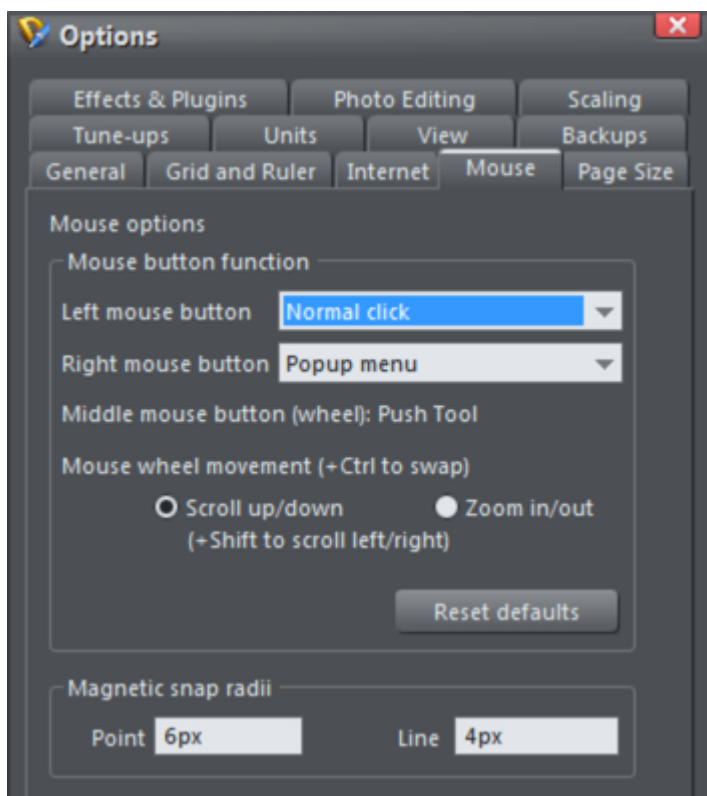 Options
Effects & Plugins Photo Editing Scaling
Tune-ups Units View Backups
General Grid and Ruler Internet Mouse Page Size
Mouse options
Mouse button function
Left mouse button Normal click
Right mouse button Popup menu
Middle mouse button (wheel): Push Tool
Mouse wheel movement (+Ctrl to swap)
Scroll up/down Zoom in/out
(+Shift to scroll left/right)
Reset defaults
Magnetic snap radii
Point 6px Line 4px